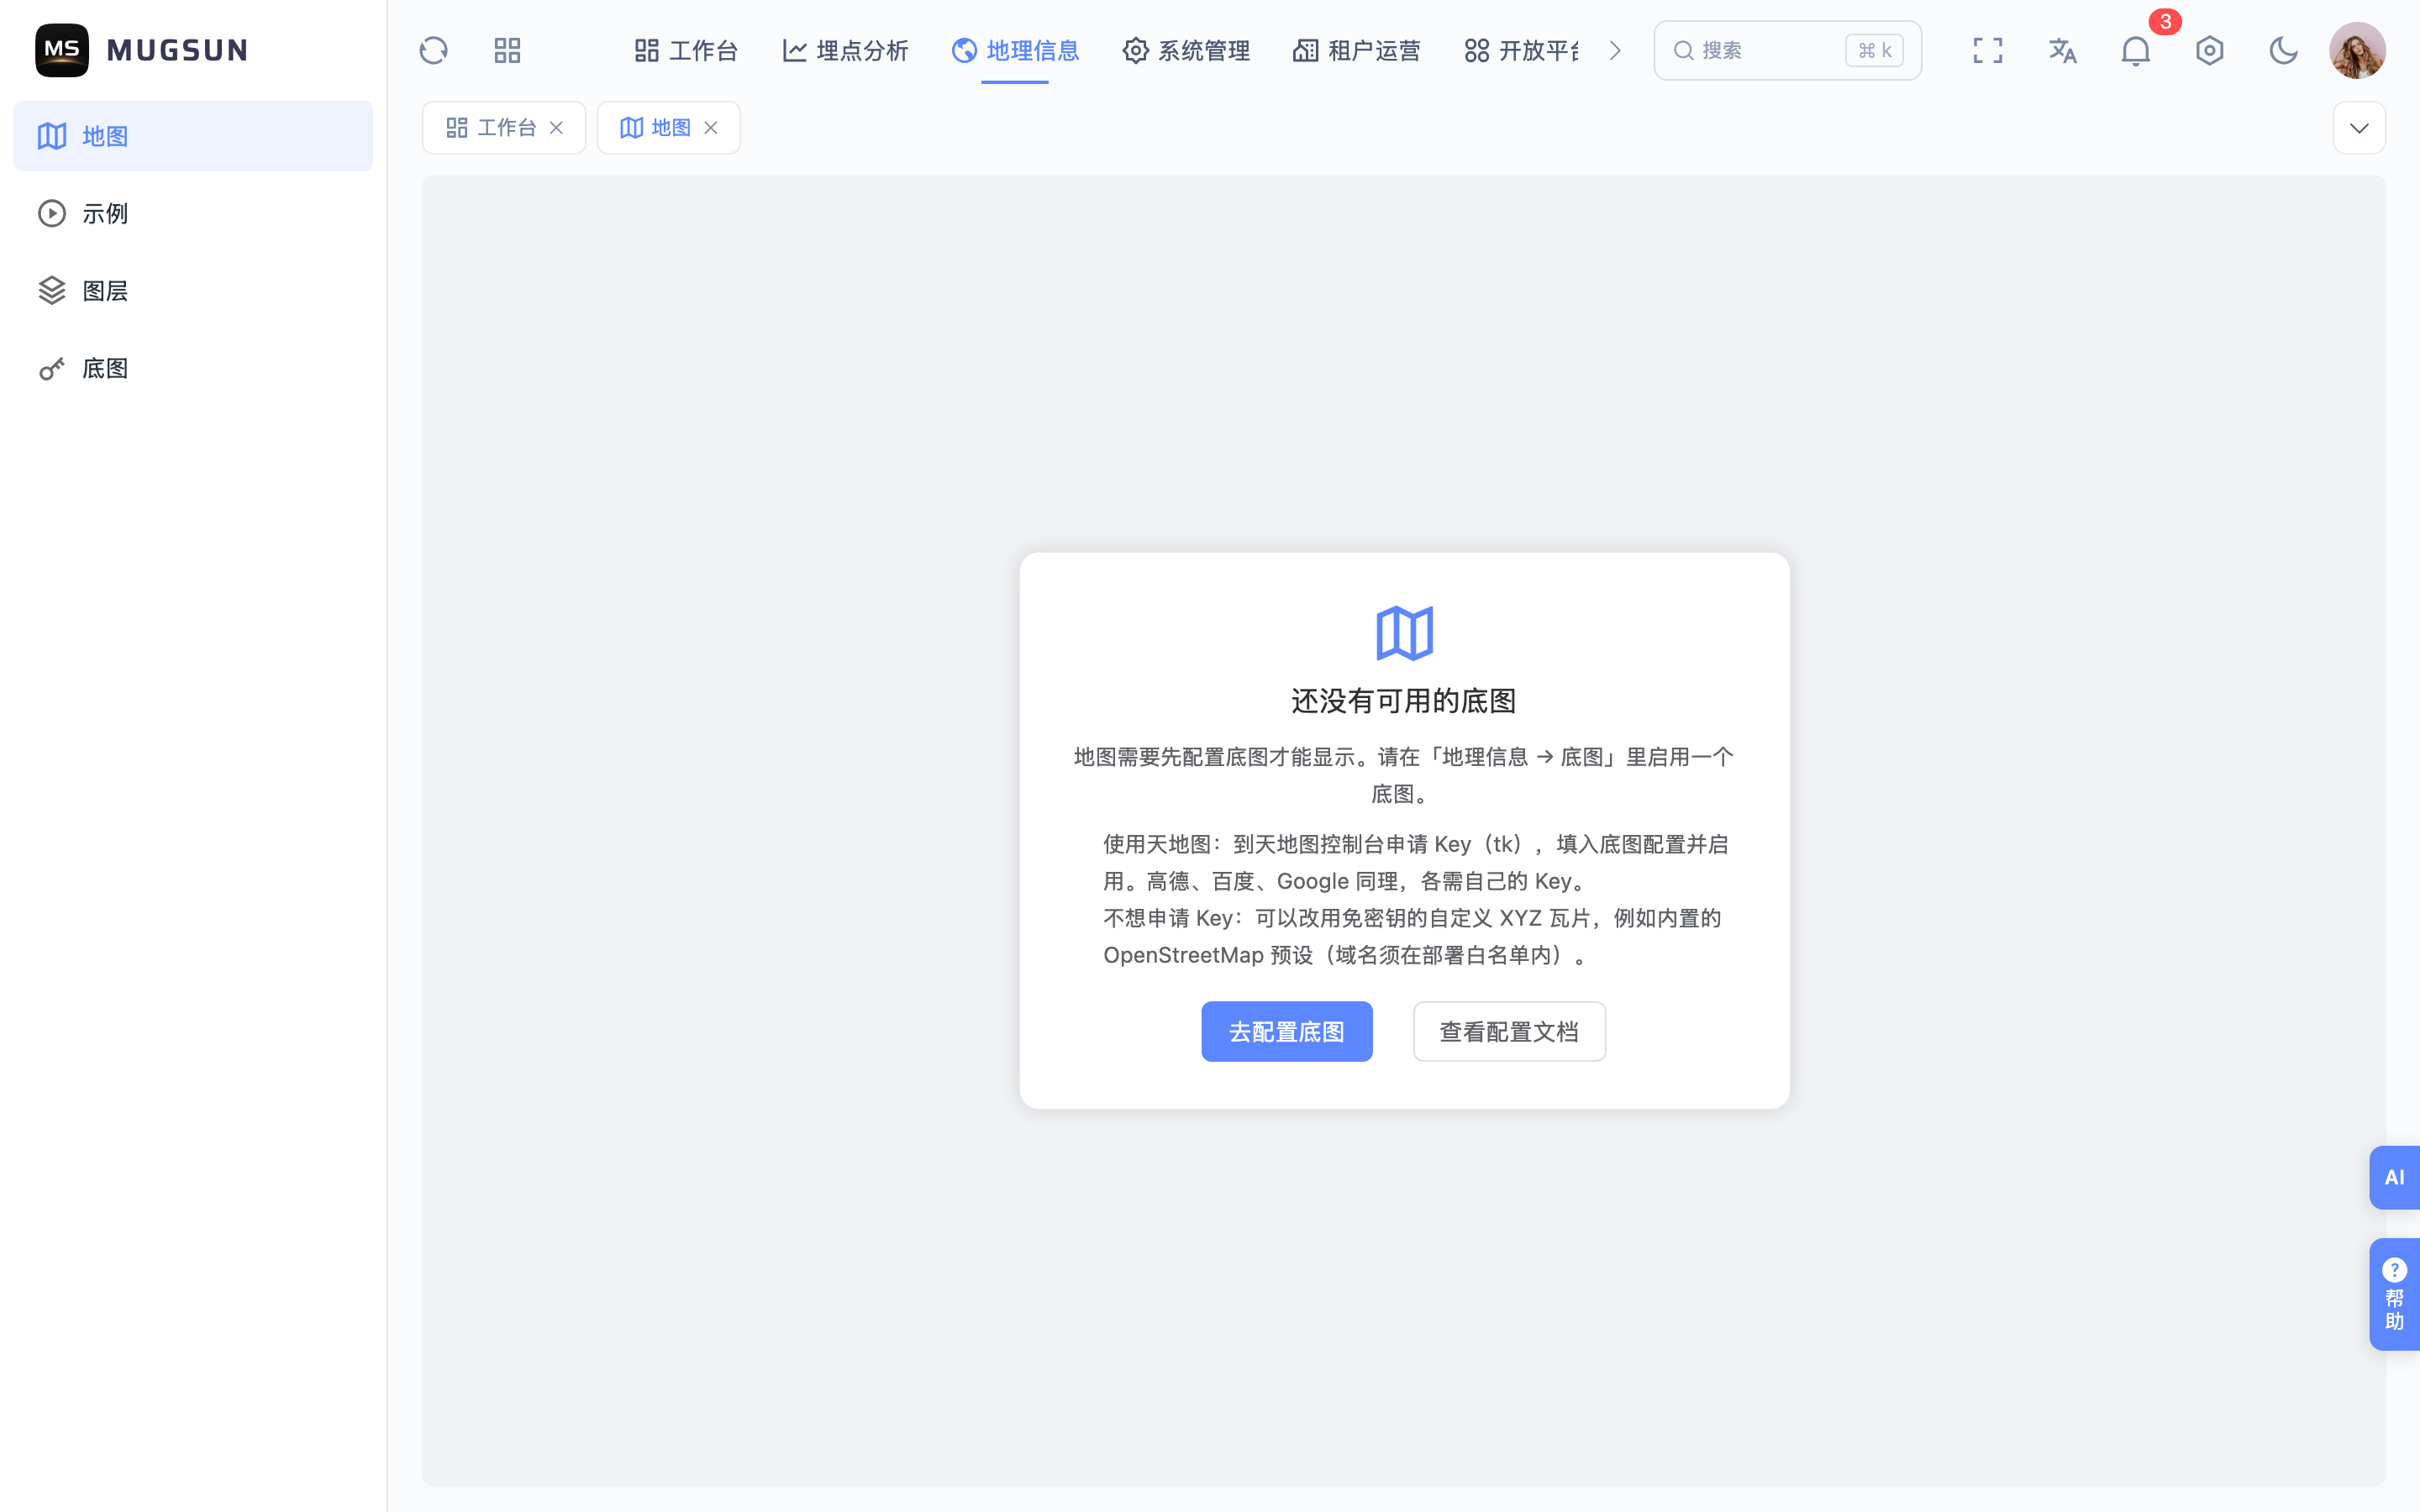 MS MUGSUN
工作台
埋点分析
地理信息
系统管理
租户运营
开放平台
搜索
⌘ k
3
地图
示例
图层
底图
工作台
地图
还没有可用的底图
地图需要先配置底图才能显示。请在「地理信息 → 底图」里启用一个
底图。
使用天地图：到天地图控制台申请 Key（tk），填入底图配置并启
用。高德、百度、Google 同理，各需自己的 Key。
不想申请 Key：可以改用免密钥的自定义 XYZ 瓦片，例如内置的
OpenStreetMap 预设（域名须在部署白名单内）。
去配置底图
查看配置文档
AI
?
帮
助